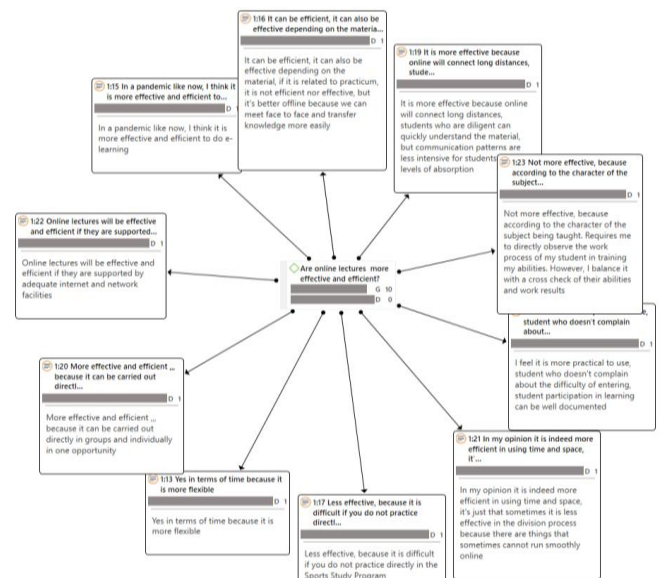 1:16 It can be efficient, it can also be
effective depending on the materia...
D 1
It can be efficient, it can also be
effective depending on the
material, if it is related to practicum,
it is not efficient nor effective, but
it's better offline because we can
meet face to face and transfer
knowledge more easily
1:19 It is more effective because
online will connect long distances,
stude...
D 1
It is more effective because online
will connect long distances,
students who are diligent can
quickly understand the material,
but communication patterns are
less intensive for students
levels of absorption
1:15 In a pandemic like now, I think it
is more effective and efficient to...
D
In a pandemic like now, I think it is
more effective and efficient to do e-
learning
1:23 Not more effective, because
according to the character of the
subject...
D 1
Not more effective, because
according to the character of the
subject being taught. Requires me
to directly observe the work
process of my student in training
my abilities. However, I balance it
with a cross check of their abilities
and work results
1:22 Online lectures will be effective
and efficient if they are supported...
D 1
Online lectures will be effective and
efficient if they are supported by
adequate internet and network
facilities
Are online lectures more
effective and efficient?
G 10
D 0
student who doesn't complain
about...
D 1
I feel it is more practical to use,
student who doesn't complain
about the difficulty of entering,
student participation in learning
can be well documented
1:20 More effective and efficient ,,,
because it can be carried out
directl...
D 1
More effective and efficient ,,,
because it can be carried out
directly in groups and individually
in one opportunity
1:21 In my opinion it is indeed more
efficient in using time and space,
it'...
D 1
In my opinion it is indeed more
efficient in using time and space,
it's just that sometimes it is less
effective in the division process
because there are things that
sometimes cannot run smoothly
online
1:13 Yes in terms of time because it
is more flexible
D 1
Yes in terms of time because it is
more flexible
1:17 Less effective, because it is
difficult if you do not practice
directl...
D 1
Less effective, because it is difficult
if you do not practice directly in the
Sports Study Program